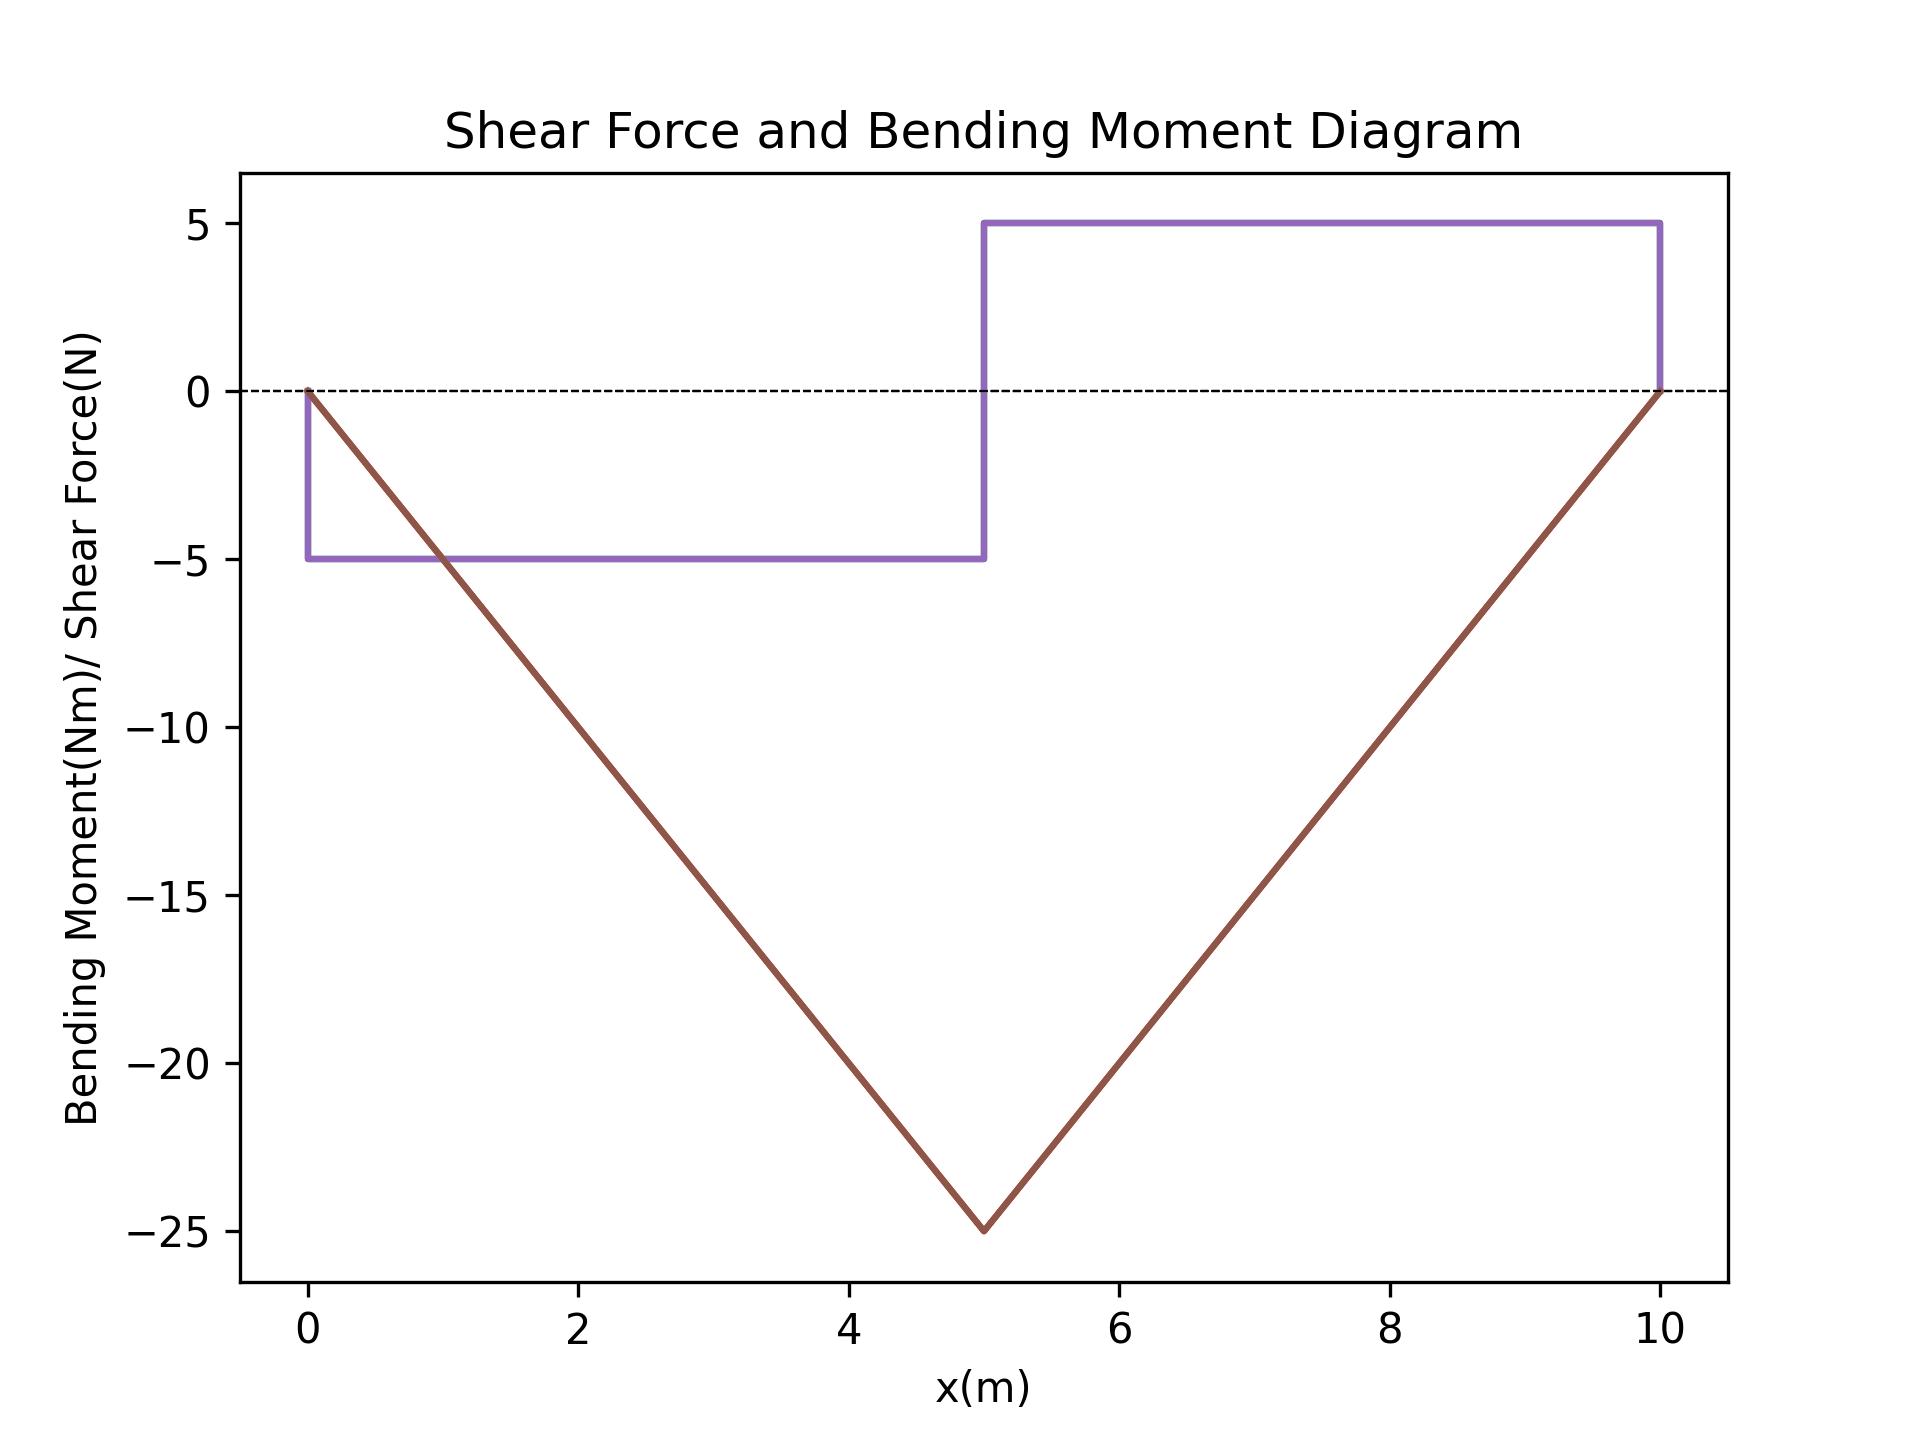 Shear Force and Bending Moment Diagram
5
0
−5
−10
−15
−20
−25
Bending Moment(Nm)/ Shear Force(N)
0 2 4 6 8 10
x(m)